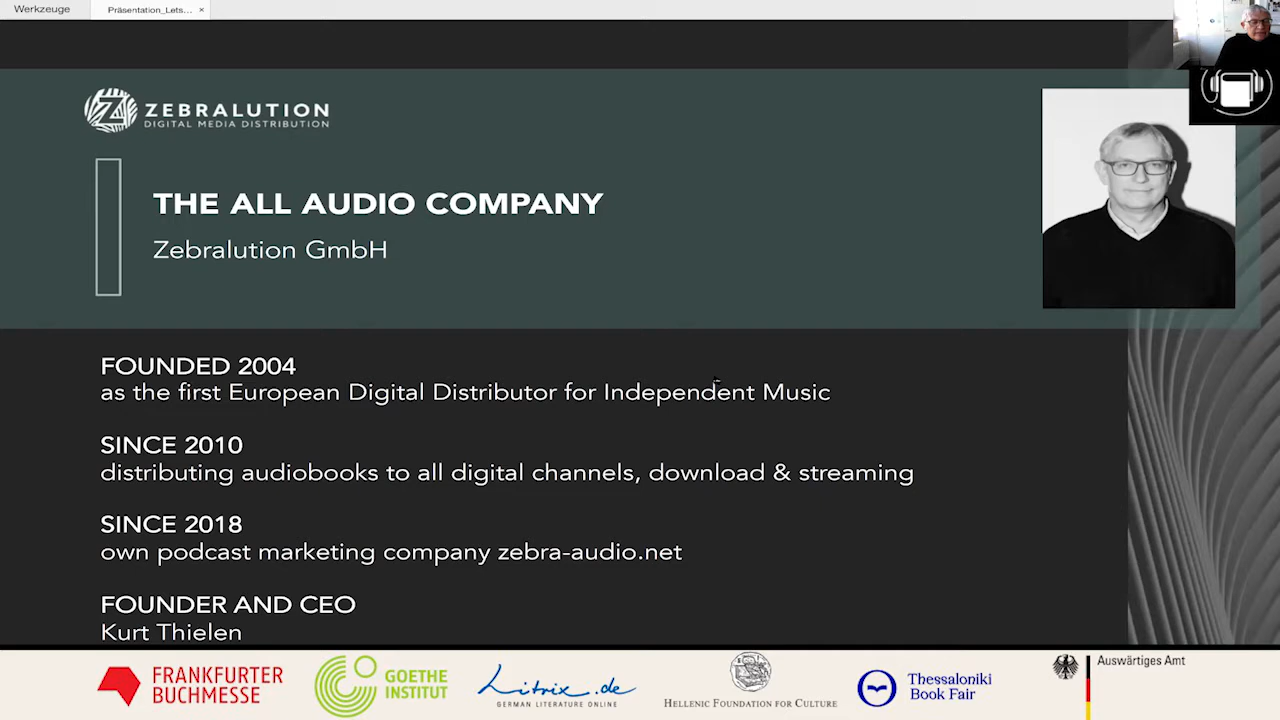 Werkzeuge
Präsentation_Lets... ×
ZEBRALUTION
DIGITAL MEDIA DISTRIBUTION
THE ALL AUDIO COMPANY
Zebralution GmbH
FOUNDED 2004
as the first European Digital Distributor for Independent Music
SINCE 2010
distributing audiobooks to all digital channels, download & streaming
SINCE 2018
own podcast marketing company zebra-audio.net
FOUNDER AND CEO
Kurt Thielen
FRANKFURTER
BUCHMESSE
GOETHE
INSTITUT
Litrix.de
GERMAN LITERATURE ONLINE
HELLENIC FOUNDATION FOR CULTURE
Thessaloniki
Book Fair
Auswärtiges Amt